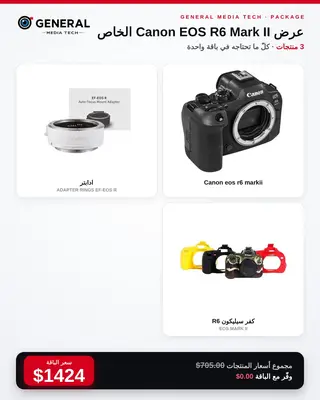 GENERAL
MEDIA TECH
GENERAL MEDIA TECH · PACKAGE
عرض Canon EOS R6 Mark II الخاص
3 منتجات · كلّ ما تحتاجه في باقة واحدة
Canon
Canon eos r6 markii
EF-EOS R
Auto Focus Mount Adapter
ادابتر
ADAPTER RINGS EF-EOS R
كفر سيليكون R6
EOS MARK II
مجموع أسعار المنتجات $705.00
وفّر مع الباقة $0.00
سعر الباقة
$1424